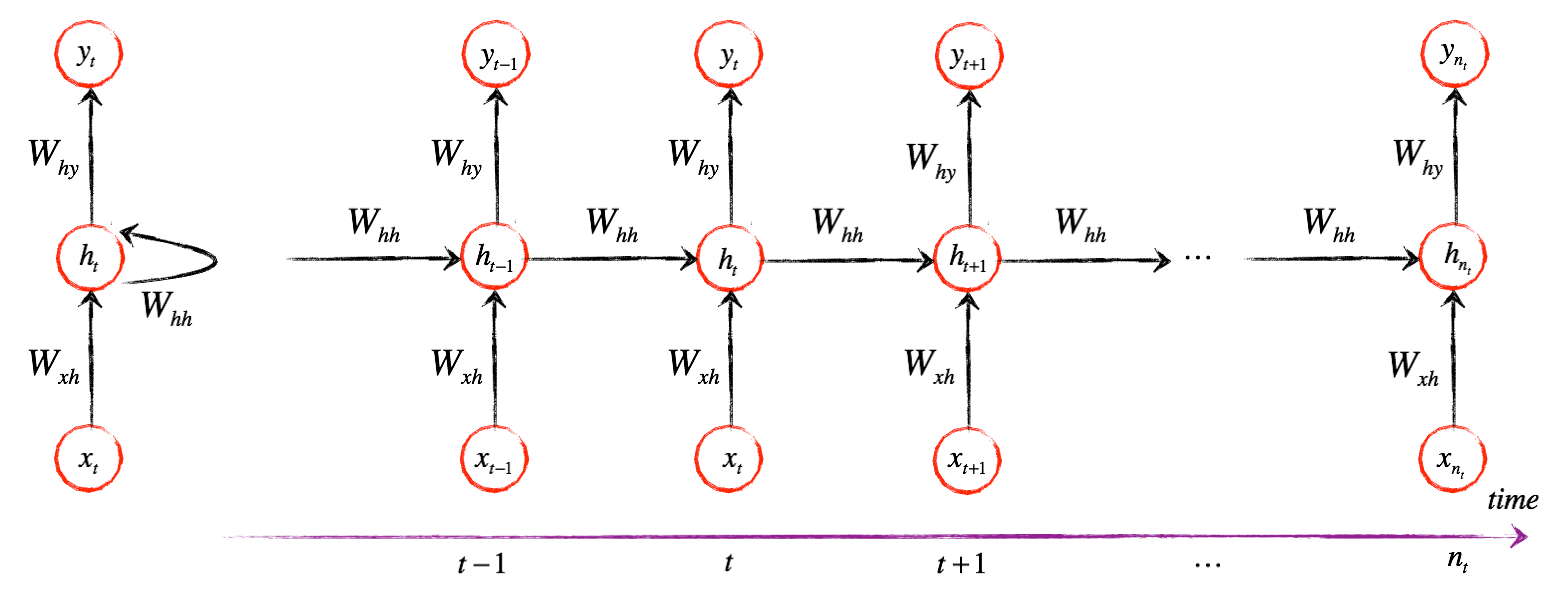 y_t y_{t-1} y_t y_{t+1} y_{n_t}
W_{hy} W_{hy} W_{hy} W_{hy} W_{hy}
W_{hh} W_{hh} W_{hh} W_{hh} W_{hh}
h_t h_{t-1} h_t h_{t+1} ... h_{n_t}
W_{hh}
W_{xh} W_{xh} W_{xh} W_{xh} W_{xh}
x_t x_{t-1} x_t x_{t+1} x_{n_t}
time
t-1 t t+1 ... n_t